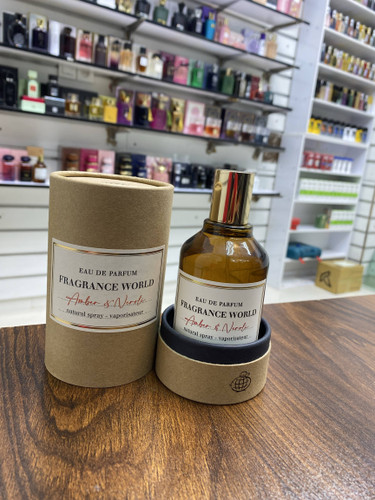 EAU DE PARFUM
FRAGRANCE WORLD
Amber & Neroli
natural spray - vaporisateur
EAU DE PARFUM
FRAGRANCE WORLD
Amber & Neroli
natural spray - vaporisateur